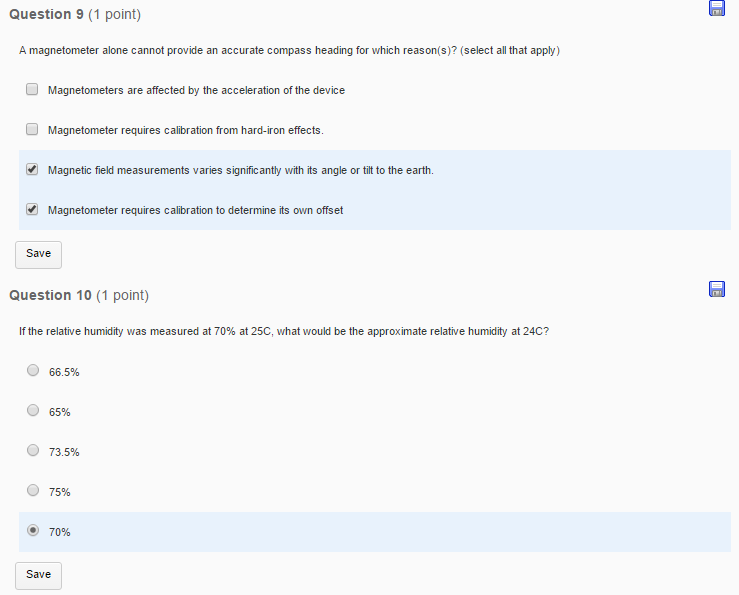 Question 9 (1 point)
A magnetometer alone cannot provide an accurate compass heading for which reason(s)? (select all that apply)
Magnetometers are affected by the acceleration of the device
Magnetometer requires calibration from hard-iron effects.
Magnetic field measurements varies significantly with its angle or tilt to the earth.
Magnetometer requires calibration to determine its own offset
Save
Question 10 (1 point)
If the relative humidity was measured at 70% at 25C, what would be the approximate relative humidity at 24C?
66.5%
65%
73.5%
75%
70%
Save